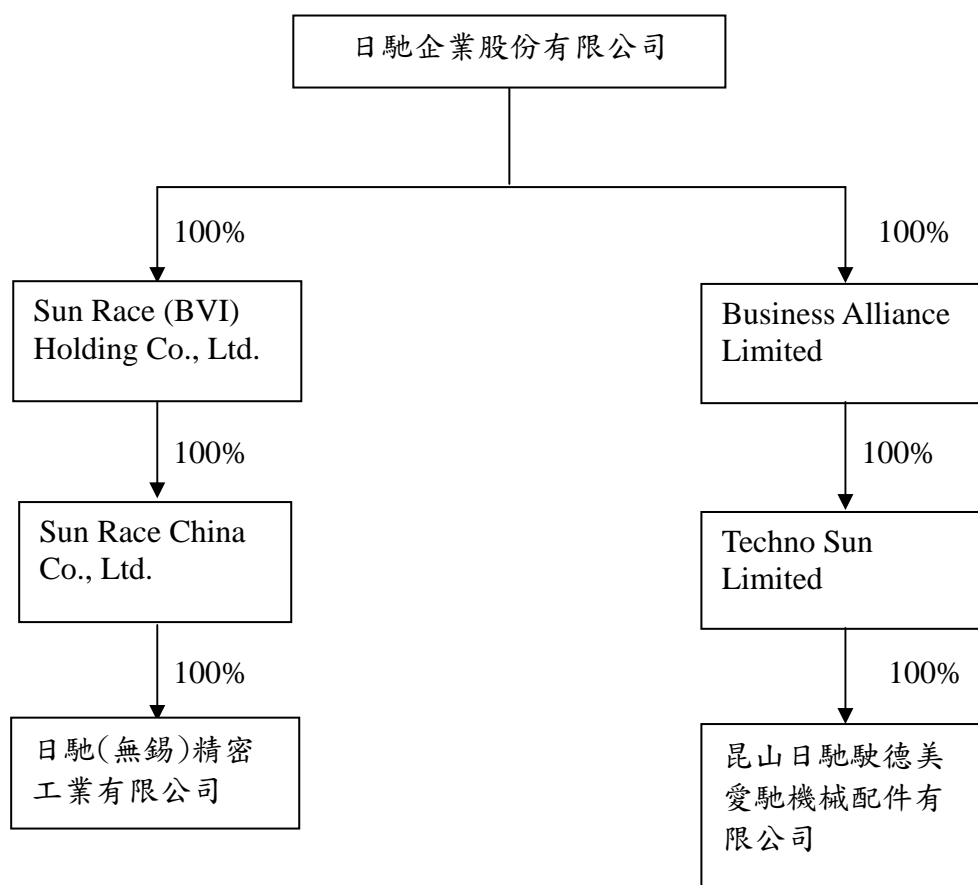 日馳企業股份有限公司
100%
100%
Sun Race (BVI)
Holding Co., Ltd.
Business Alliance
Limited
100%
100%
Sun Race China
Co., Ltd.
Techno Sun
Limited
100%
100%
日馳(無錫)精密
工業有限公司
昆山日馳駛德美
愛馳機械配件有
限公司